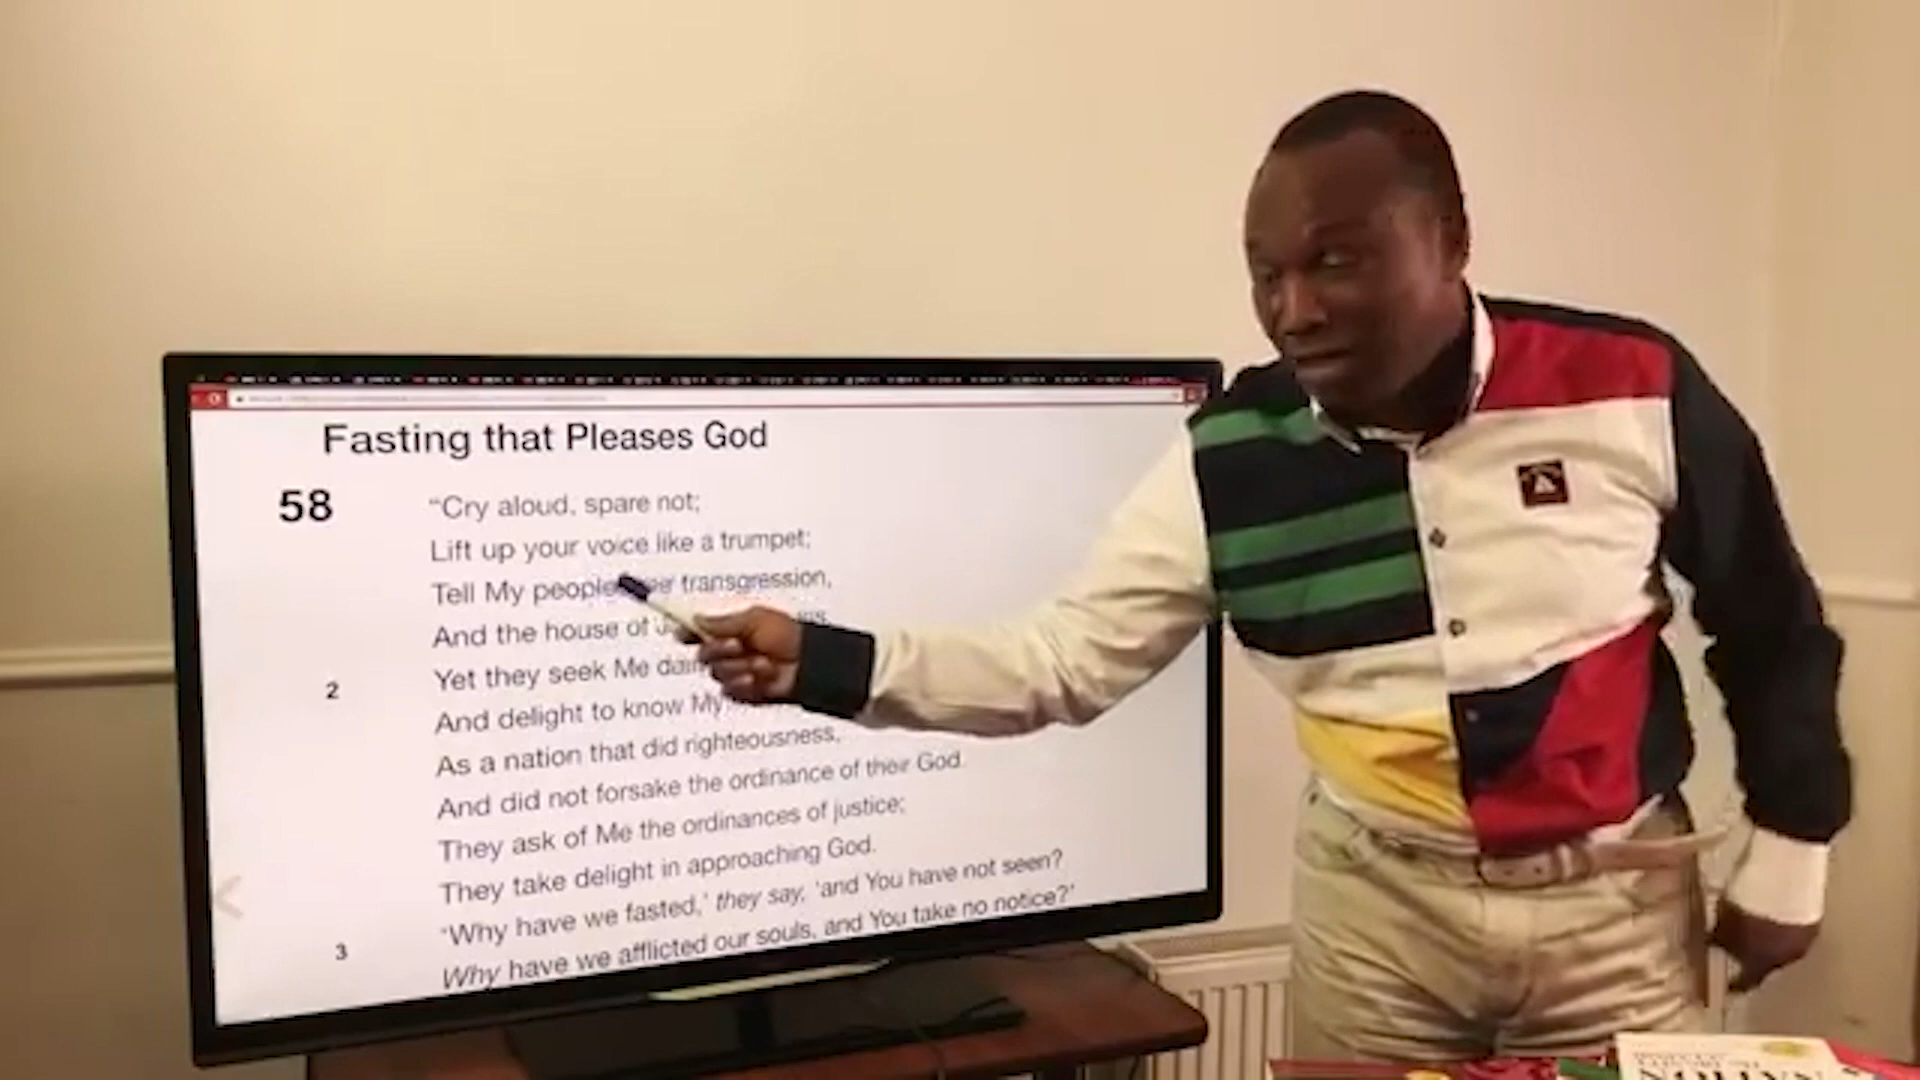 Fasting that Pleases God
58 "Cry aloud, spare not;
Lift up your voice like a trumpet;
Tell My people transgression,
And the house of
2 Yet they seek Me
And delight to know My
As a nation that did righteousness,
And did not forsake the ordinance of their God.
They ask of Me the ordinances of justice;
They take delight in approaching God.
3 'Why have we fasted,' they say, 'and You have not seen?
Why have we afflicted our souls, and You take no notice?'